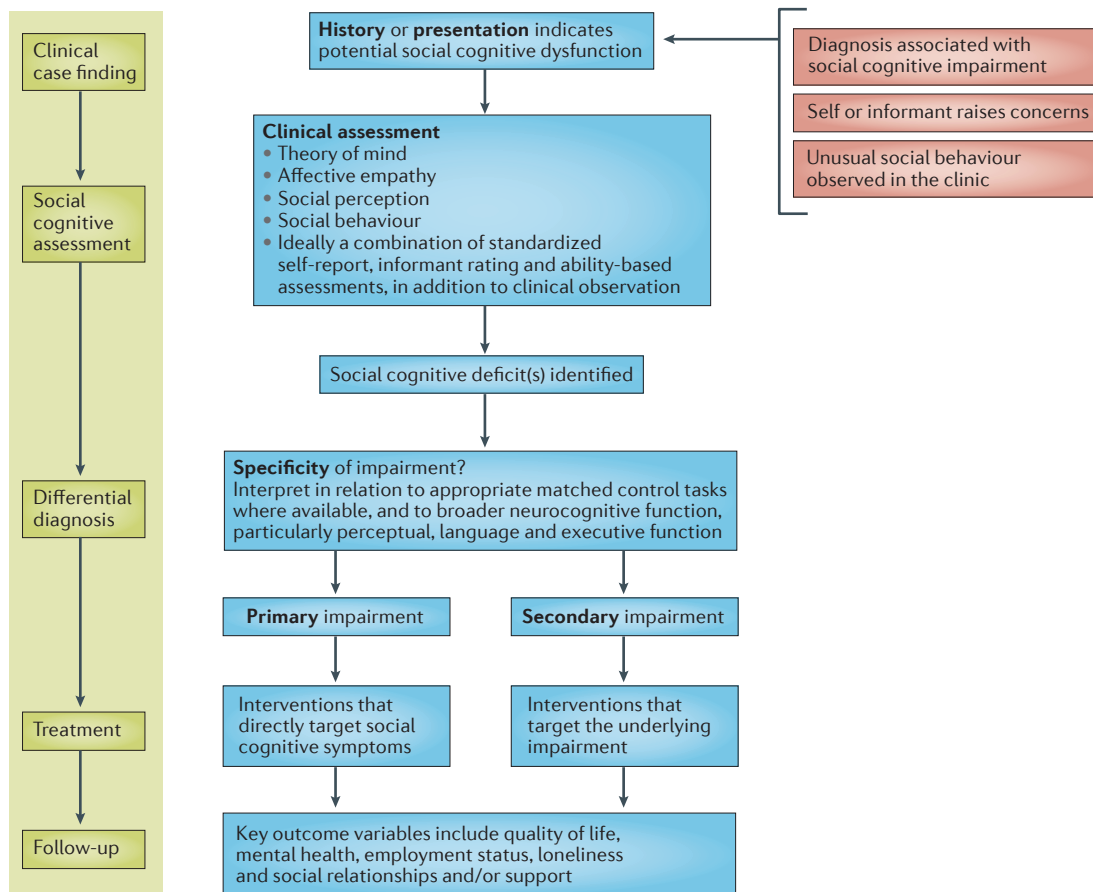 Clinical
case finding
Social
cognitive
assessment
Differential
diagnosis
Treatment
Follow-up
History or presentation indicates
potential social cognitive dysfunction
Diagnosis associated with
social cognitive impairment
Self or informant raises concerns
Unusual social behaviour
observed in the clinic
Clinical assessment
• Theory of mind
• Affective empathy
• Social perception
• Social behaviour
• Ideally a combination of standardized
self-report, informant rating and ability-based
assessments, in addition to clinical observation
Social cognitive deficit(s) identified
Specificity of impairment?
Interpret in relation to appropriate matched control tasks
where available, and to broader neurocognitive function,
particularly perceptual, language and executive function
Primary impairment
Secondary impairment
Interventions that
directly target social
cognitive symptoms
Interventions that
target the underlying
impairment
Key outcome variables include quality of life,
mental health, employment status, loneliness
and social relationships and/or support